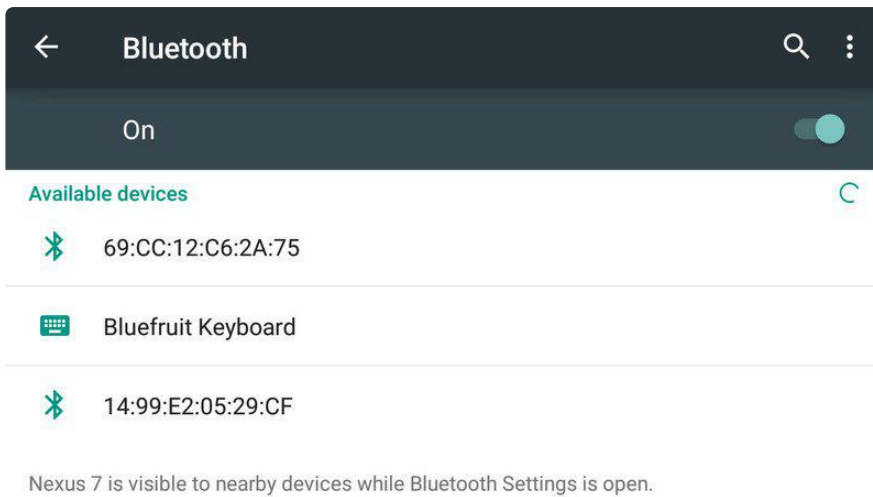 Bluetooth
On
Available devices
69:CC:12:C6:2A:75
Bluefruit Keyboard
14:99:E2:05:29:CF
Nexus 7 is visible to nearby devices while Bluetooth Settings is open.